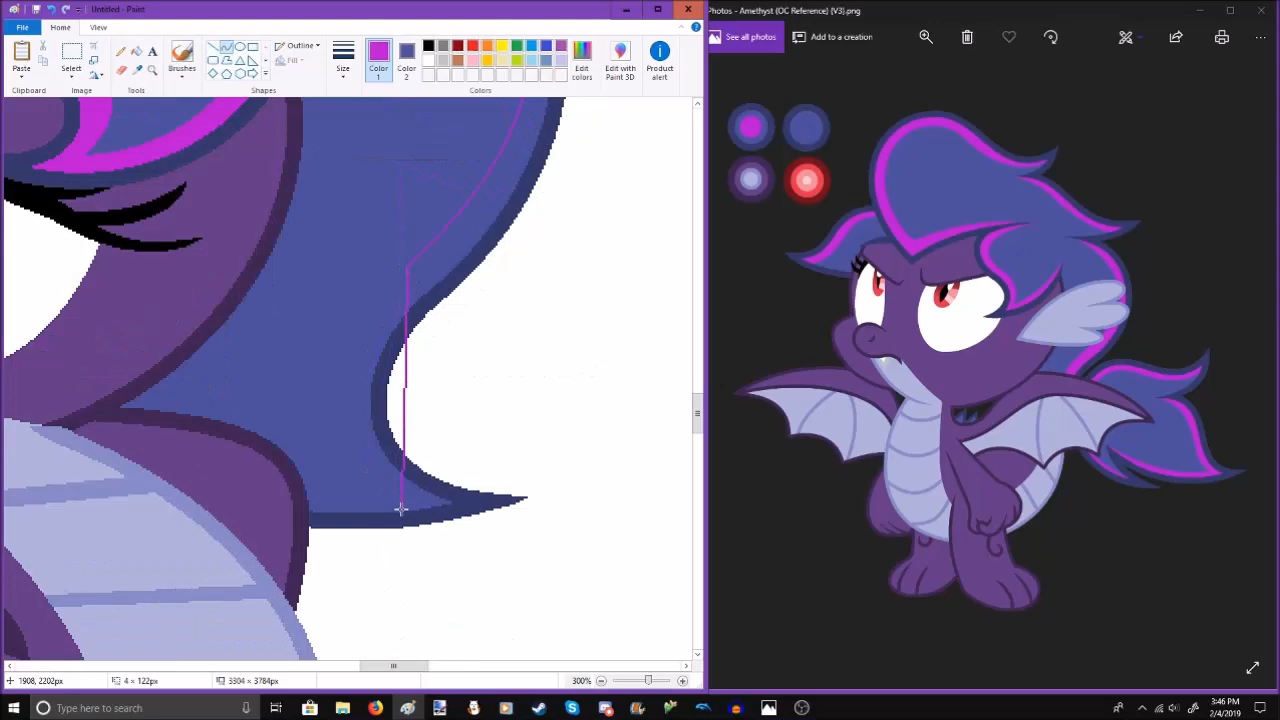 Untitled - Paint
Photos - Amethyst [OC Reference] [V3].png
File
Home
View
See all photos
Add to a creation
Paste
Select
A
Brushes
Outline
Fill
Size
Color 1
Color 2
Edit colors
Edit with Paint 3D
Product alert
Clipboard
Image
Tools
Shapes
Colors
1908, 2202px
4 × 122px
3304 × 3784px
300%
Type here to search
3:46 PM
2/4/2019